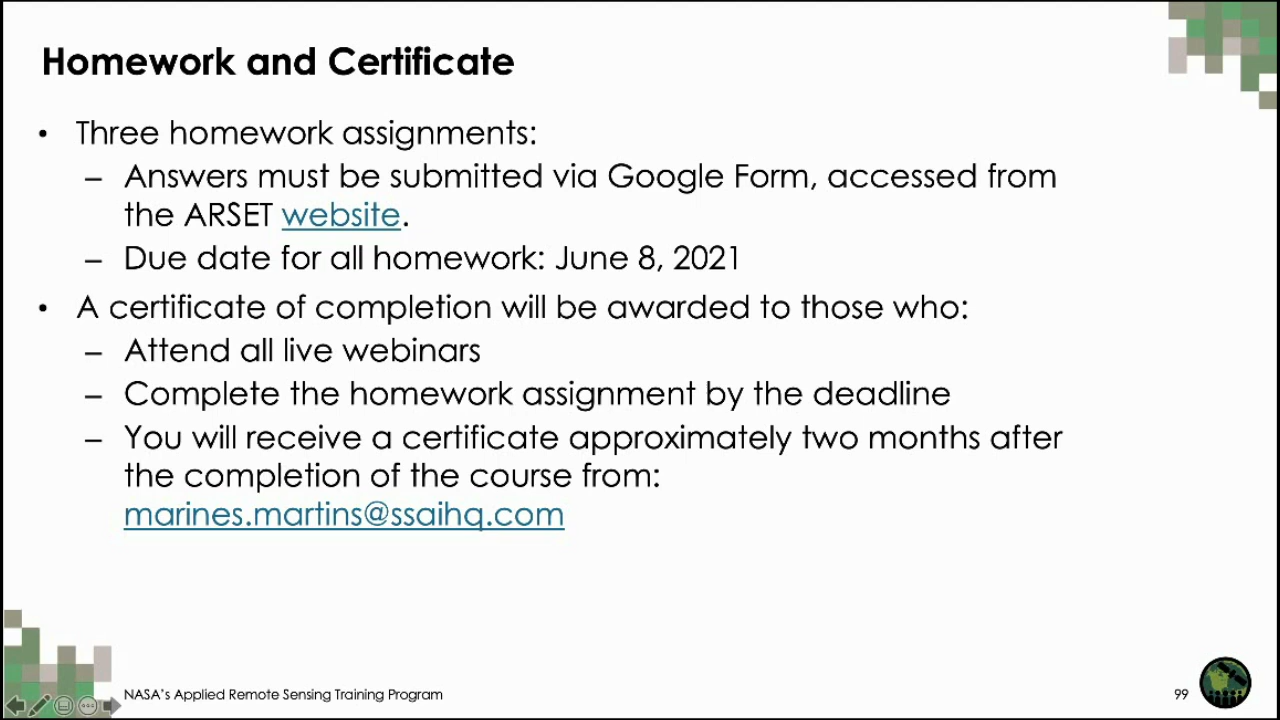 Homework and Certificate
• Three homework assignments:
– Answers must be submitted via Google Form, accessed from
the ARSET website.
– Due date for all homework: June 8, 2021
• A certificate of completion will be awarded to those who:
– Attend all live webinars
– Complete the homework assignment by the deadline
– You will receive a certificate approximately two months after
the completion of the course from:
marines.martins@ssaihq.com
NASA's Applied Remote Sensing Training Program
99